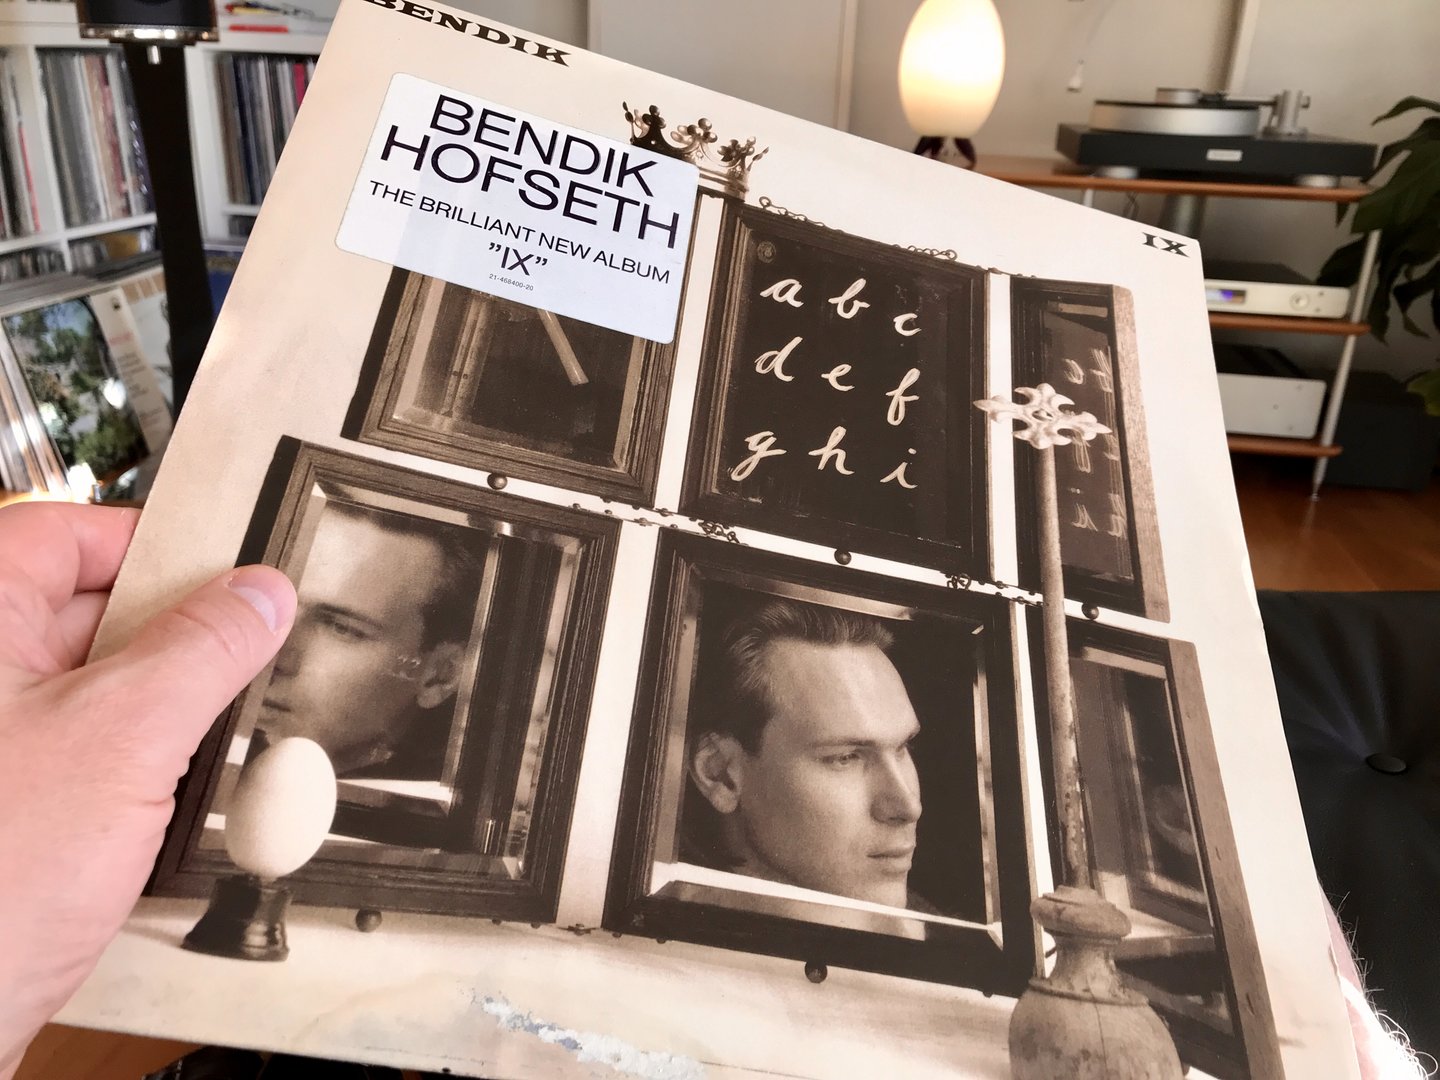 BENDIK
IX
BENDIK
HOFSETH
THE BRILLIANT NEW ALBUM
"IX"
21-468400-20
a b c
d e f
g h i